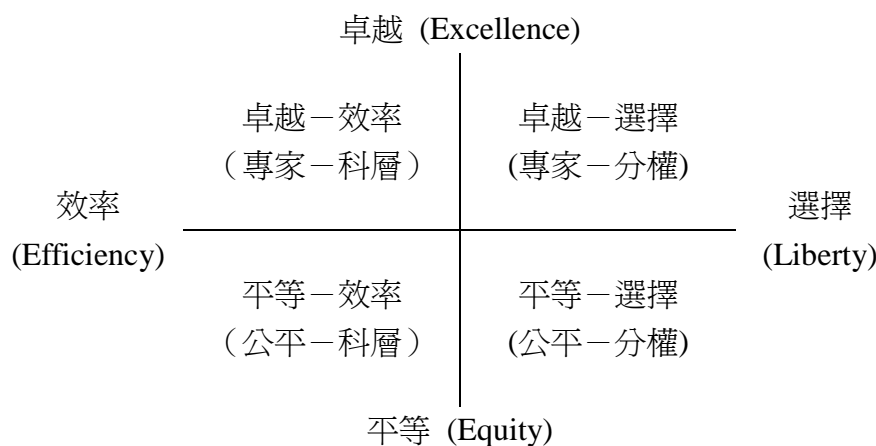 卓越 (Excellence)
卓越－效率
（專家－科層）
卓越－選擇
(專家－分權)
效率
(Efficiency)
選擇
(Liberty)
平等－效率
（公平－科層）
平等－選擇
(公平－分權)
平等 (Equity)